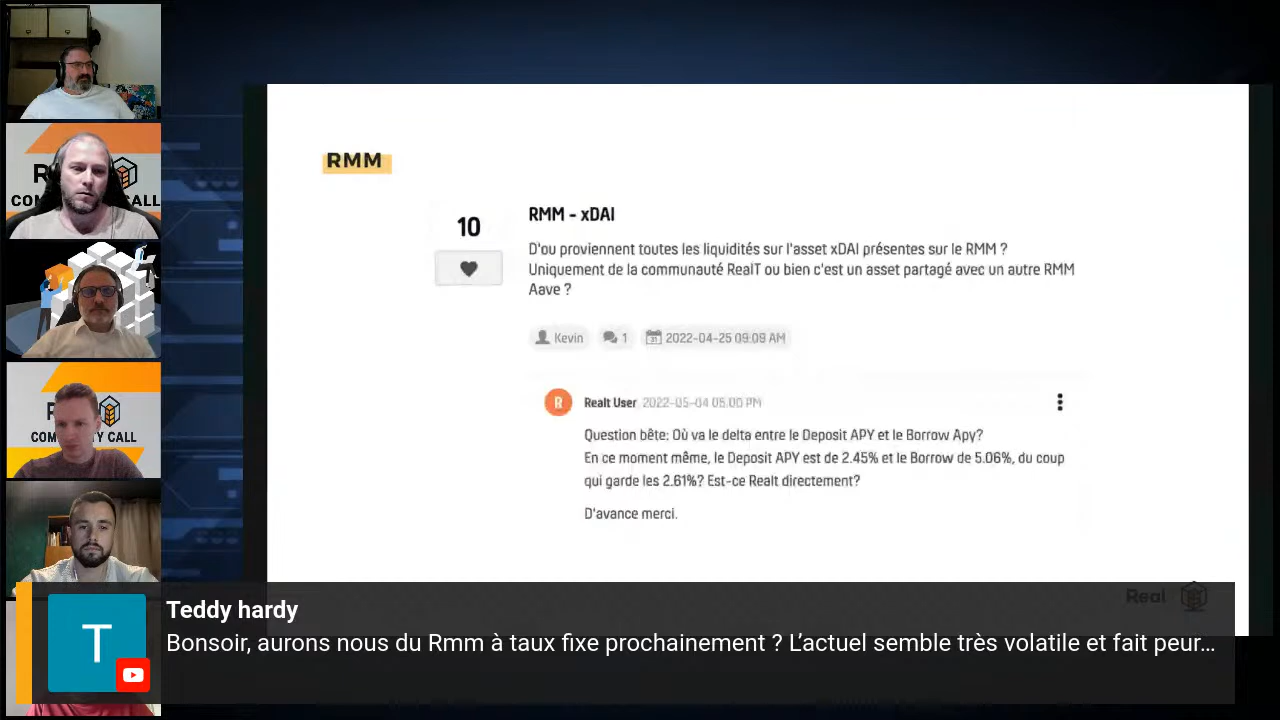 RMM
10
RMM - xDAI
D'ou proviennent toutes les liquidités sur l'asset xDAI présentes sur le RMM ?
Uniquement de la communauté RealT ou bien c'est un asset partagé avec un autre RMM
Aave ?
Kevin 1 2022-04-25 09:09 AM
R Realt User 2022-05-04 05:00 PM
Question bête: Où va le delta entre le Deposit APY et le Borrow Apy?
En ce moment même, le Deposit APY est de 2.45% et le Borrow de 5.06%, du coup
qui garde les 2.61%? Est-ce Realt directement?
D'avance merci.
COMMUNITY CALL
Real
T
Teddy hardy
Bonsoir, aurons nous du Rmm à taux fixe prochainement ? L’actuel semble très volatile et fait peur…